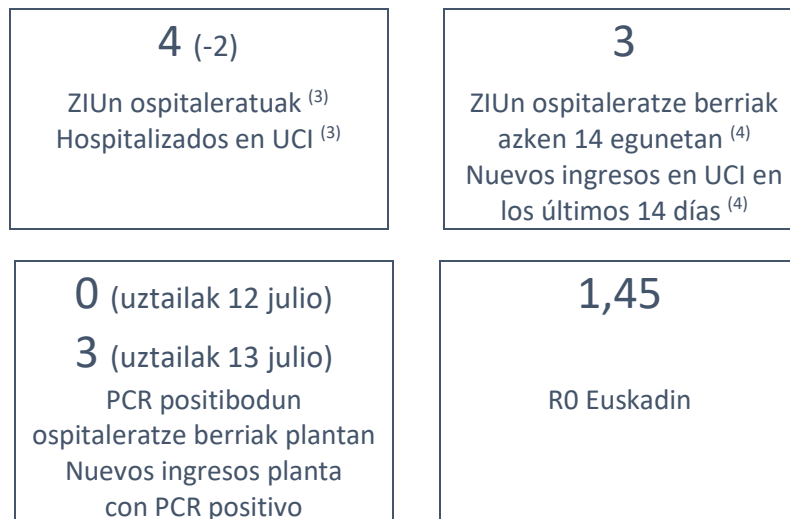 4 (-2)
ZIUn ospitaleratuak (3)
Hospitalizados en UCI (3)
3
ZIUn ospitaleratze berriak
azken 14 egunetan (4)
Nuevos ingresos en UCI en
los últimos 14 días (4)
0 (uztailak 12 julio)
3 (uztailak 13 julio)
PCR positibodun
ospitaleratze berriak plantan
Nuevos ingresos planta
con PCR positivo
1,45
R0 Euskadin